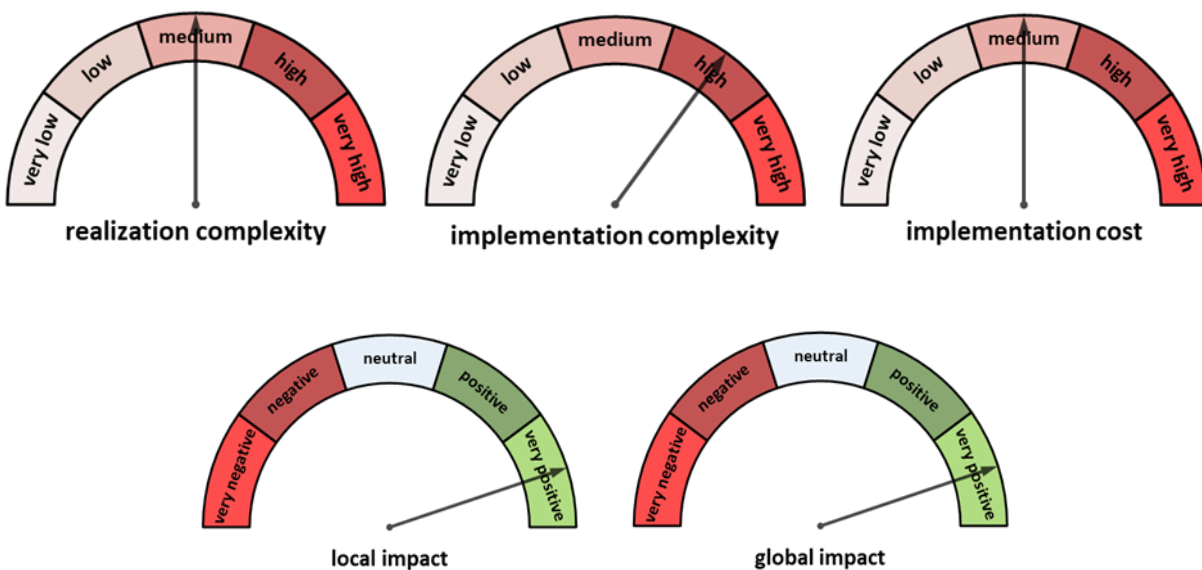 very low
low
medium
high
very high
realization complexity
very low
low
medium
high
very high
implementation complexity
very low
low
medium
high
very high
implementation cost
very negative
negative
neutral
positive
very positive
local impact
very negative
negative
neutral
positive
very positive
global impact